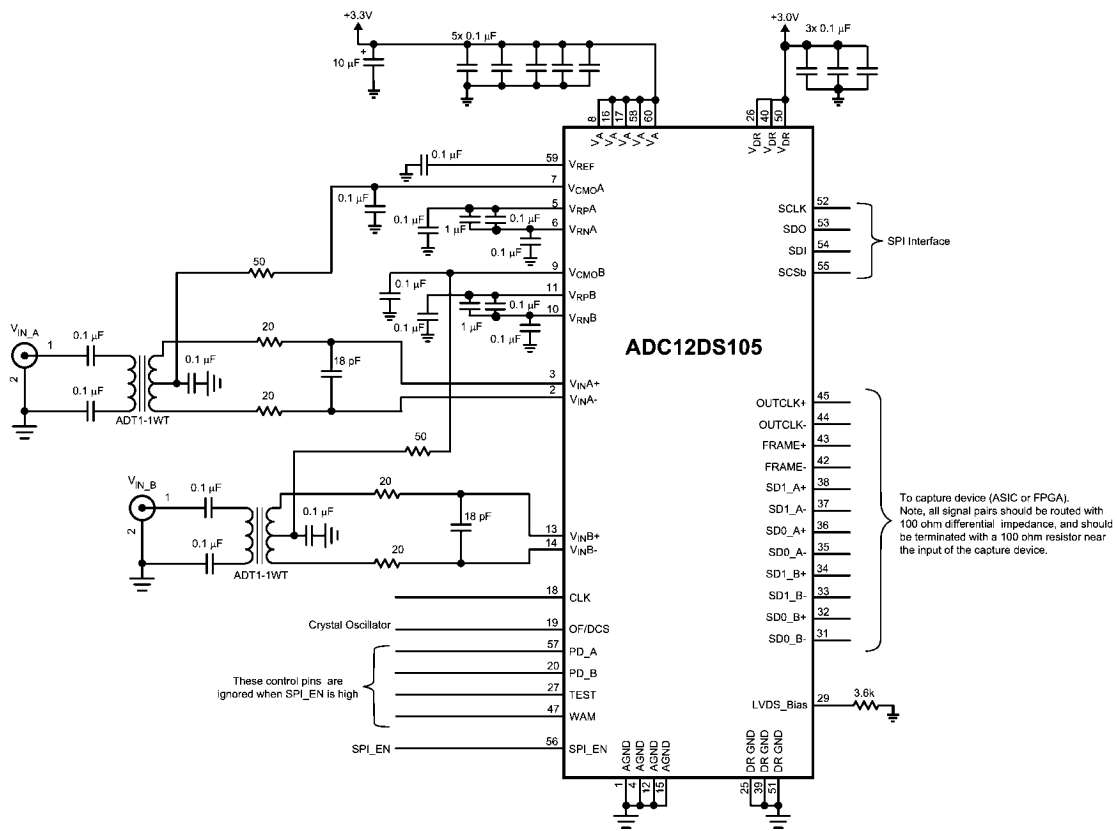 +3.3V
+3.0V
5x 0.1 µF
3x 0.1 µF
+
10 µF
8
16
17
58
60
26
40
50
VA
VA
VA
VA
VA
VDR
VDR
VDR
0.1 µF
59
VREF
7
VCMOA
0.1 µF
5
VRPA
0.1 µF
1 µF
0.1 µF
6
VRNA
0.1 µF
50
9
VCMOB
0.1 µF
11
VRPB
0.1 µF
1 µF
0.1 µF
10
VRNB
0.1 µF
SCLK
52
SDO
53
SDI
54
SCSb
55
SPI Interface
ADC12DS105
VIN_A
1
2
0.1 µF
0.1 µF
ADT1-1WT
20
0.1 µF
18 pF
20
3
VINA+
2
VINA-
50
VIN_B
1
2
0.1 µF
0.1 µF
ADT1-1WT
20
0.1 µF
18 pF
20
13
VINB+
14
VINB-
OUTCLK+
45
OUTCLK-
44
FRAME+
43
FRAME-
42
SD1_A+
38
SD1_A-
37
SD0_A+
36
SD0_A-
35
SD1_B+
34
SD1_B-
33
SD0_B+
32
SD0_B-
31
To capture device (ASIC or FPGA).
Note, all signal pairs should be routed with
100 ohm differential impedance, and should
be terminated with a 100 ohm resistor near
the input of the capture device.
18
CLK
Crystal Oscillator
19
OF/DCS
57
PD_A
20
PD_B
These control pins are
ignored when SPI_EN is high
27
TEST
47
WAM
SPI_EN
56
SPI_EN
LVDS_Bias
29
3.6k
AGND
AGND
AGND
AGND
DR GND
DR GND
DR GND
1
4
12
15
25
39
51